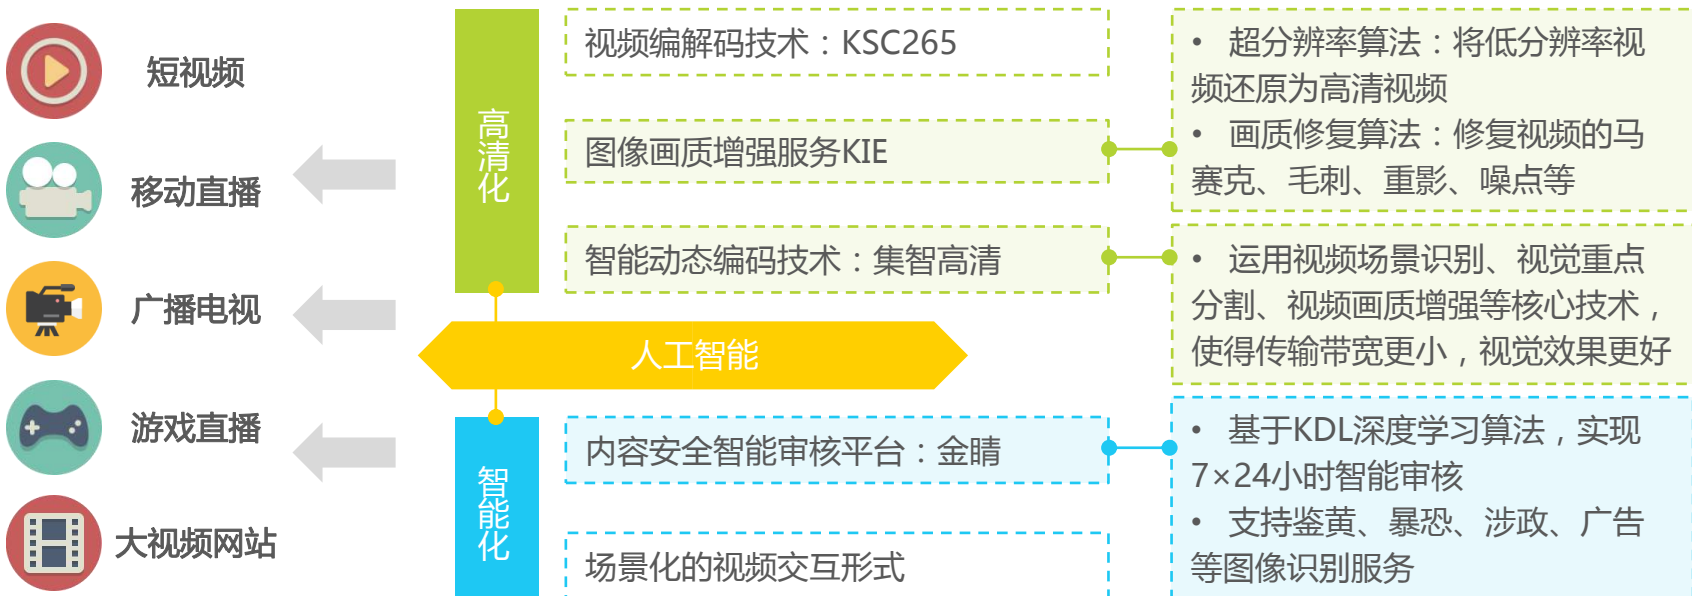 短视频
移动直播
广播电视
游戏直播
大视频网站
高清化
视频编解码技术：KSC265
图像画质增强服务KIE
智能动态编码技术：集智高清
• 超分辨率算法：将低分辨率视
频还原为高清视频
• 画质修复算法：修复视频的马
赛克、毛刺、重影、噪点等
• 运用视频场景识别、视觉重点
分割、视频画质增强等核心技术，
使得传输带宽更小，视觉效果更好
人工智能
智能化
内容安全智能审核平台：金睛
场景化的视频交互形式
• 基于KDL深度学习算法，实现
7×24小时智能审核
• 支持鉴黄、暴恐、涉政、广告
等图像识别服务